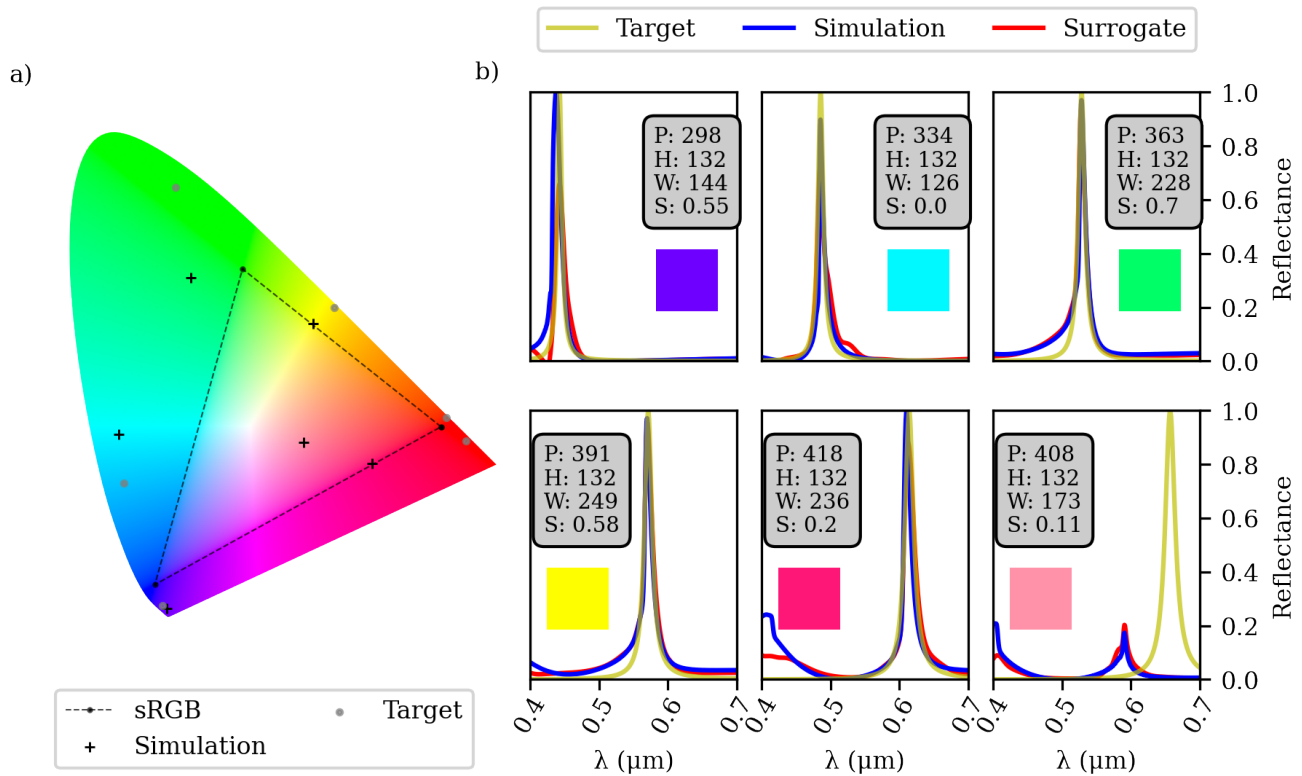 Target Simulation Surrogate
a)
b)
P: 298
H: 132
W: 144
S: 0.55
P: 334
H: 132
W: 126
S: 0.0
P: 363
H: 132
W: 228
S: 0.7
1.0
0.8
0.6
0.4
0.2
0.0
Reflectance
P: 391
H: 132
W: 249
S: 0.58
P: 418
H: 132
W: 236
S: 0.2
P: 408
H: 132
W: 173
S: 0.11
1.0
0.8
0.6
0.4
0.2
0.0
Reflectance
0.4 0.5 0.6 0.7
0.4 0.5 0.6 0.7
0.4 0.5 0.6 0.7
λ (μm)
λ (μm)
λ (μm)
sRGB Target
Simulation